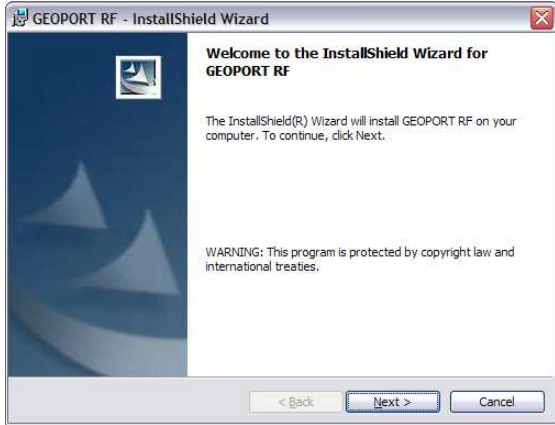 GEOPORT RF - InstallShield Wizard
Welcome to the InstallShield Wizard for
GEOPORT RF
The InstallShield(R) Wizard will install GEOPORT RF on your
computer. To continue, click Next.
WARNING: This program is protected by copyright law and
international treaties.
< Back Next > Cancel